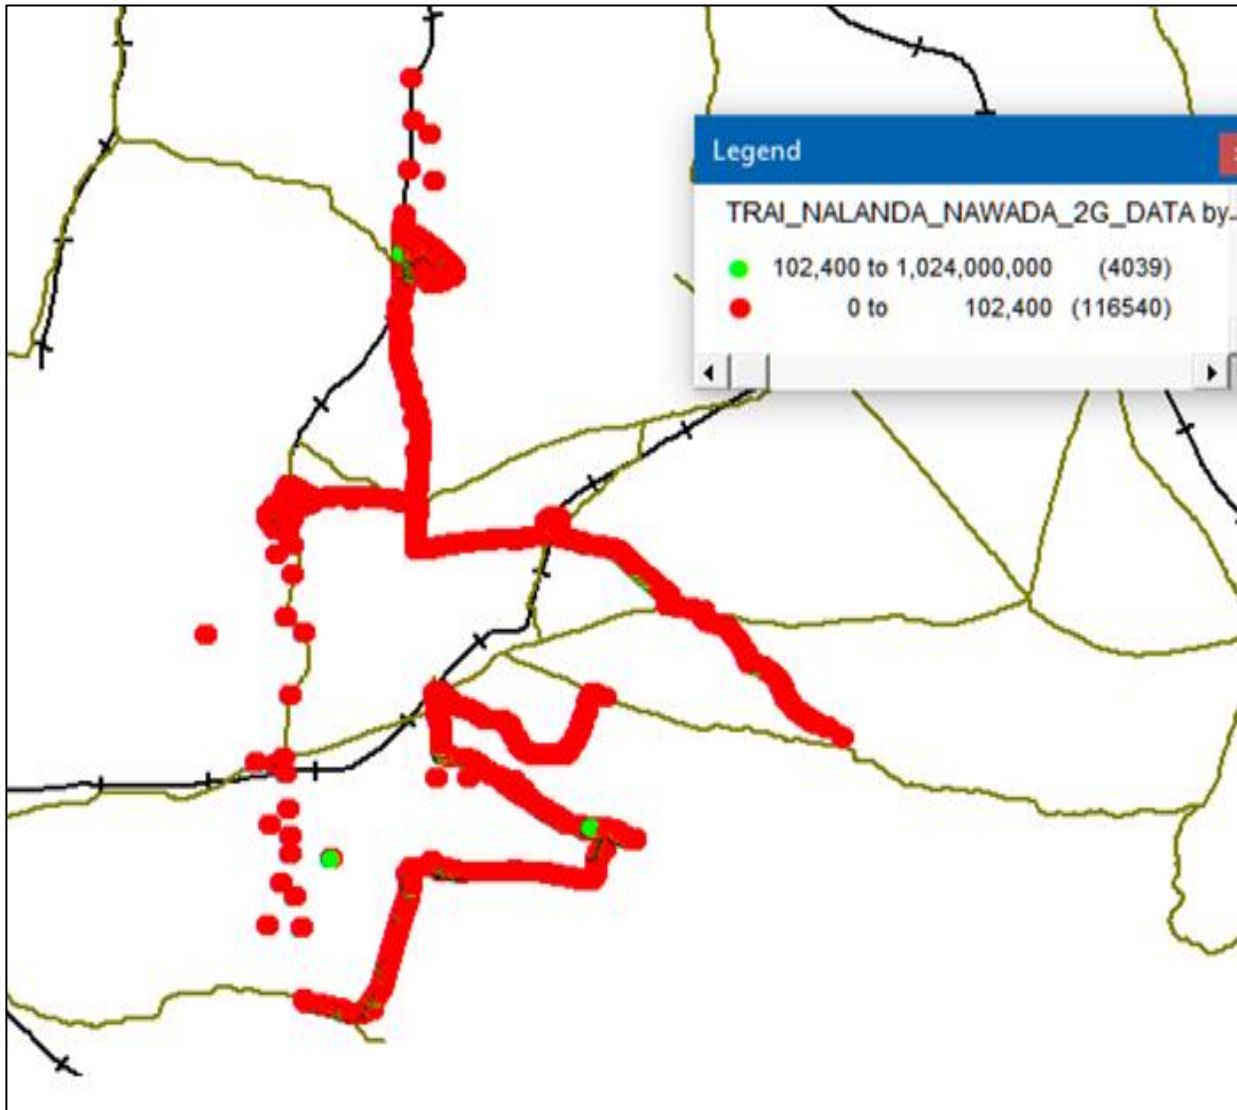 Legend
TRAI_NALANDA_NAWADA_2G_DATA by
102,400 to 1,024,000,000 (4039)
0 to 102,400 (116540)